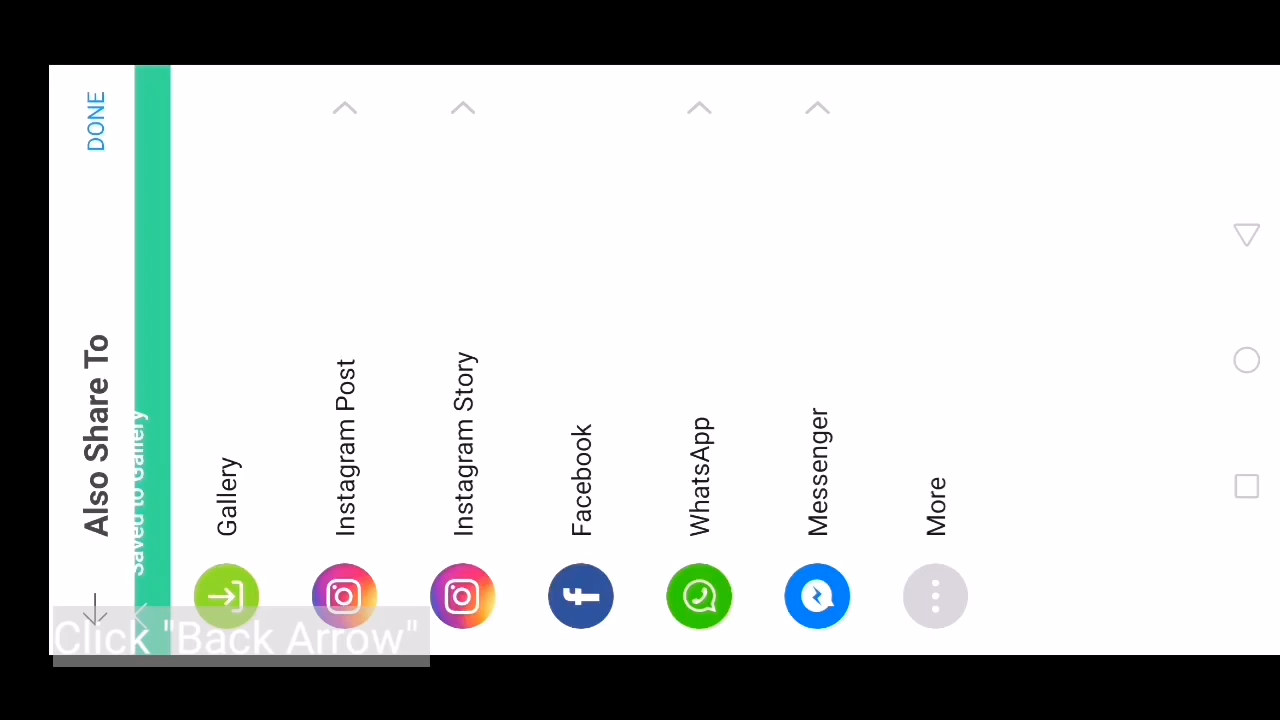 Also Share To
DONE
Saved to Gallery
Gallery
Instagram Post
Instagram Story
Facebook
WhatsApp
Messenger
More
Click "Back Arrow"